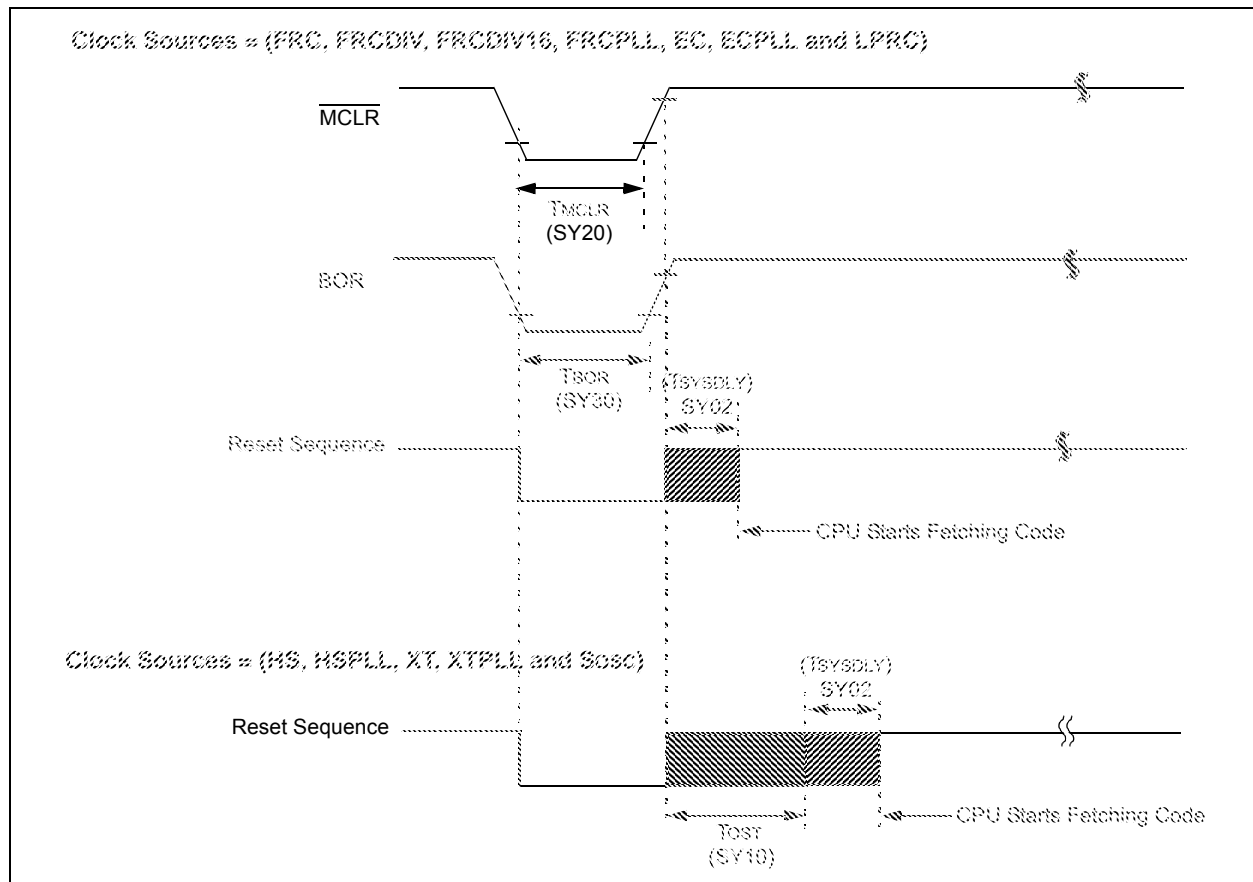 Clock Sources = (FRC, FRCDIV, FRCDIV16, FRCPLL, EC, ECPLL and LPRC)
MCLR
TMCLR
(SY20)
BOR
TBOR
(SY30)
(TSYSDLY)
SY02
Reset Sequence
CPU Starts Fetching Code
Clock Sources = (HS, HSPLL, XT, XTPLL and SOSC)
(TSYSDLY)
SY02
Reset Sequence
CPU Starts Fetching Code
TOST
(SY10)